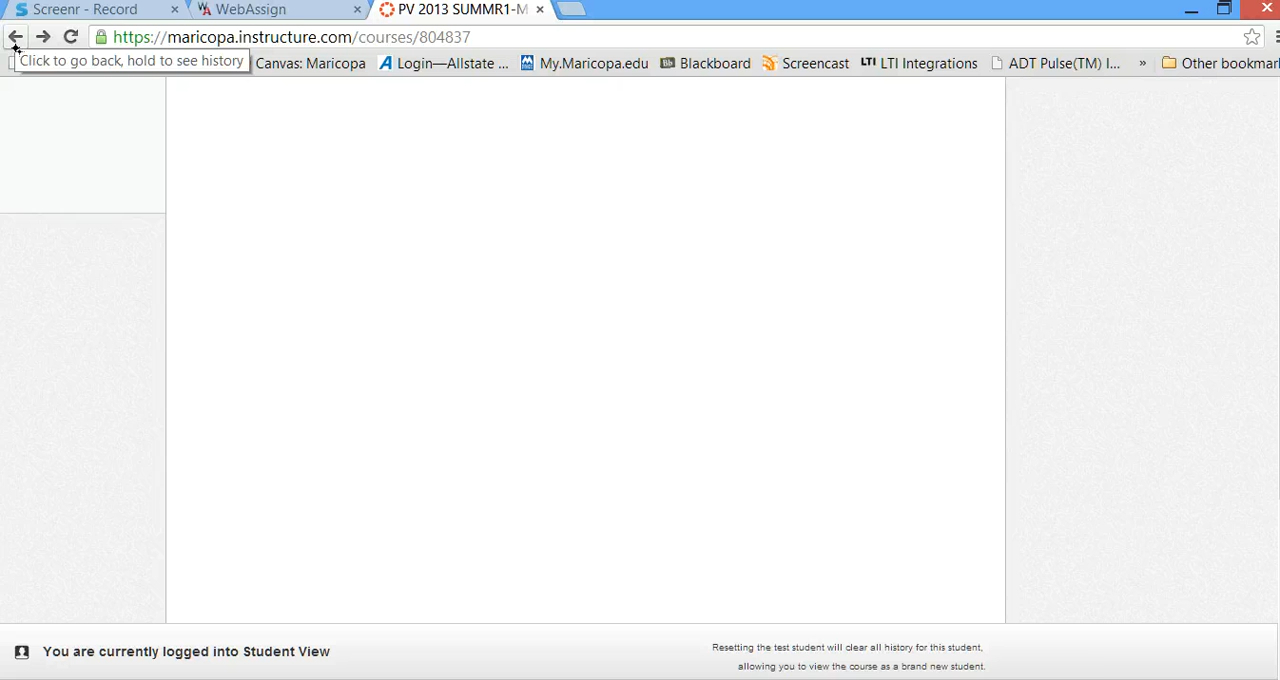 Screenr - Record
WebAssign
PV 2013 SUMMR1-M
https://maricopa.instructure.com/courses/804837
Click to go back, hold to see history
Canvas: Maricopa
Login—Allstate ...
My.Maricopa.edu
Blackboard
Screencast
LTI Integrations
ADT Pulse(TM) I...
»
Other bookmar
You are currently logged into Student View
Resetting the test student will clear all history for this student,
allowing you to view the course as a brand new student.